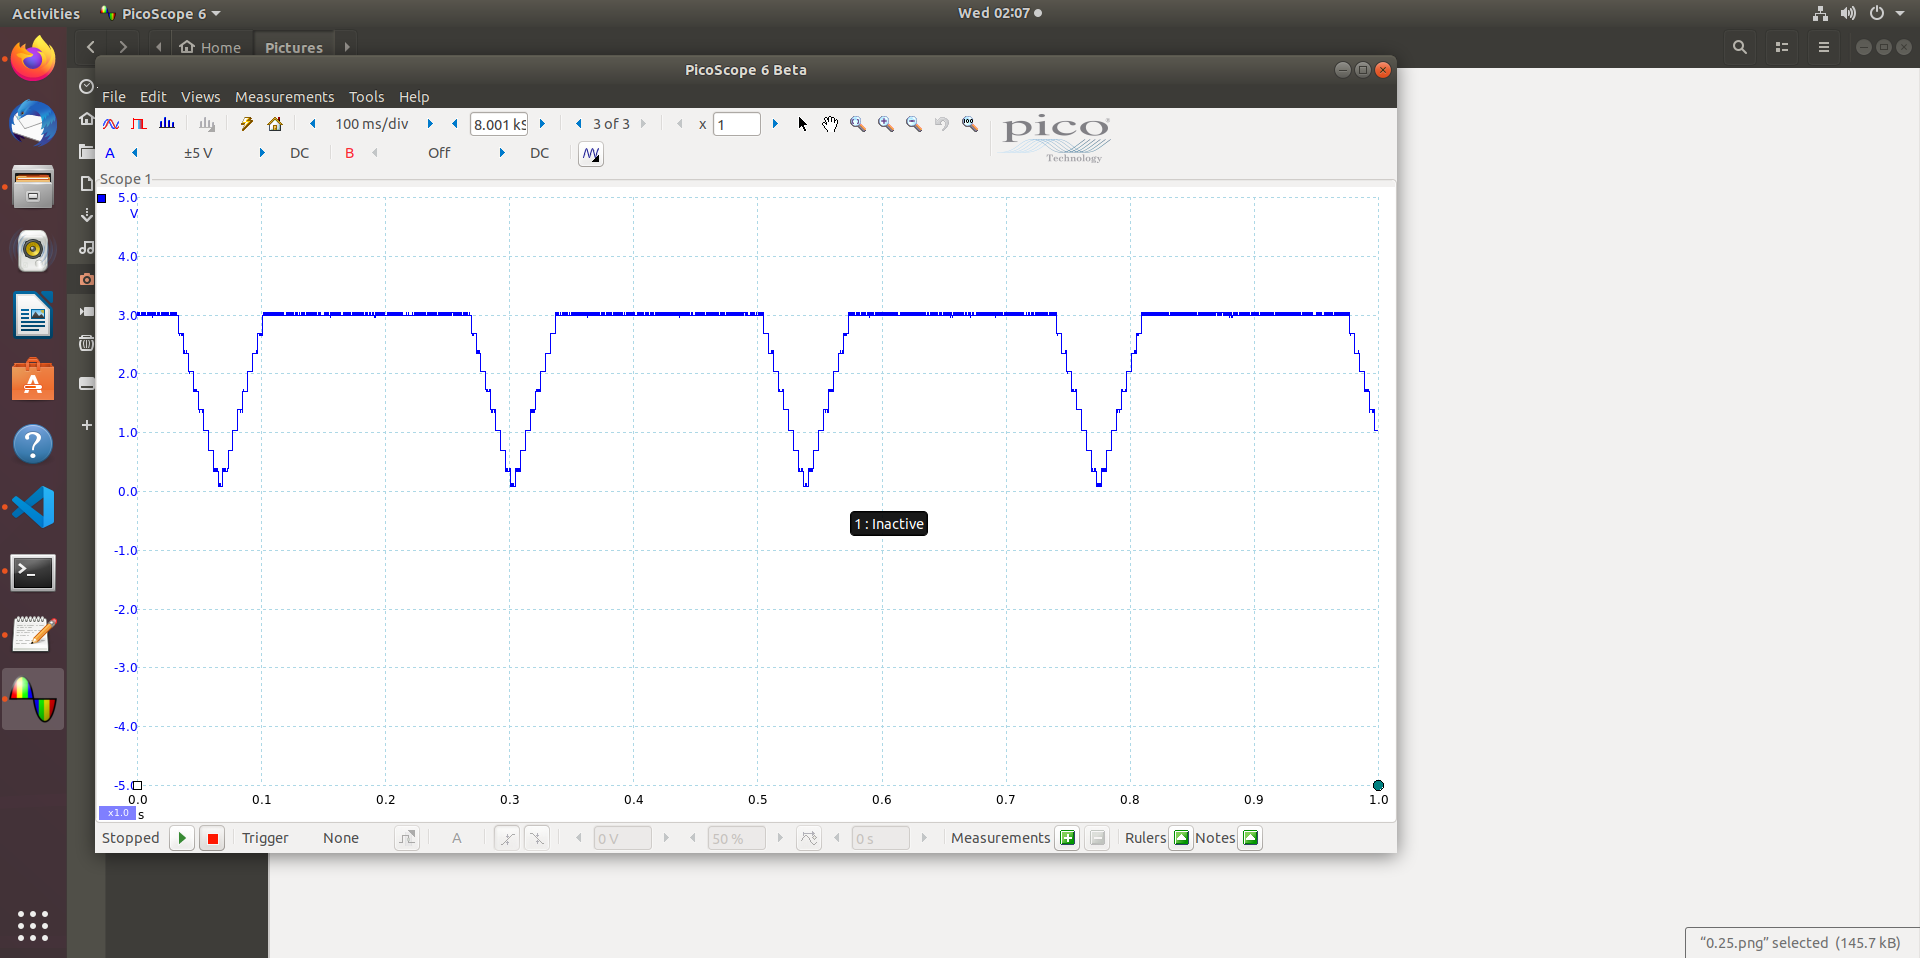 Activities PicoScope 6 Wed 02:07
Home Pictures
PicoScope 6 Beta
File Edit Views Measurements Tools Help
100 ms/div 8.001 kS 3 of 3 x 1
pico
Technology
A ±5 V DC B Off DC
Scope 1
5.0
V
4.0
3.0
2.0
1.0
0.0
1 : Inactive
-1.0
-2.0
-3.0
-4.0
-5.0
0.0 0.1 0.2 0.3 0.4 0.5 0.6 0.7 0.8 0.9 1.0
x1.0 s
Stopped Trigger None A 0 V 50 % 0 s Measurements Rulers Notes
“0.25.png” selected (145.7 kB)